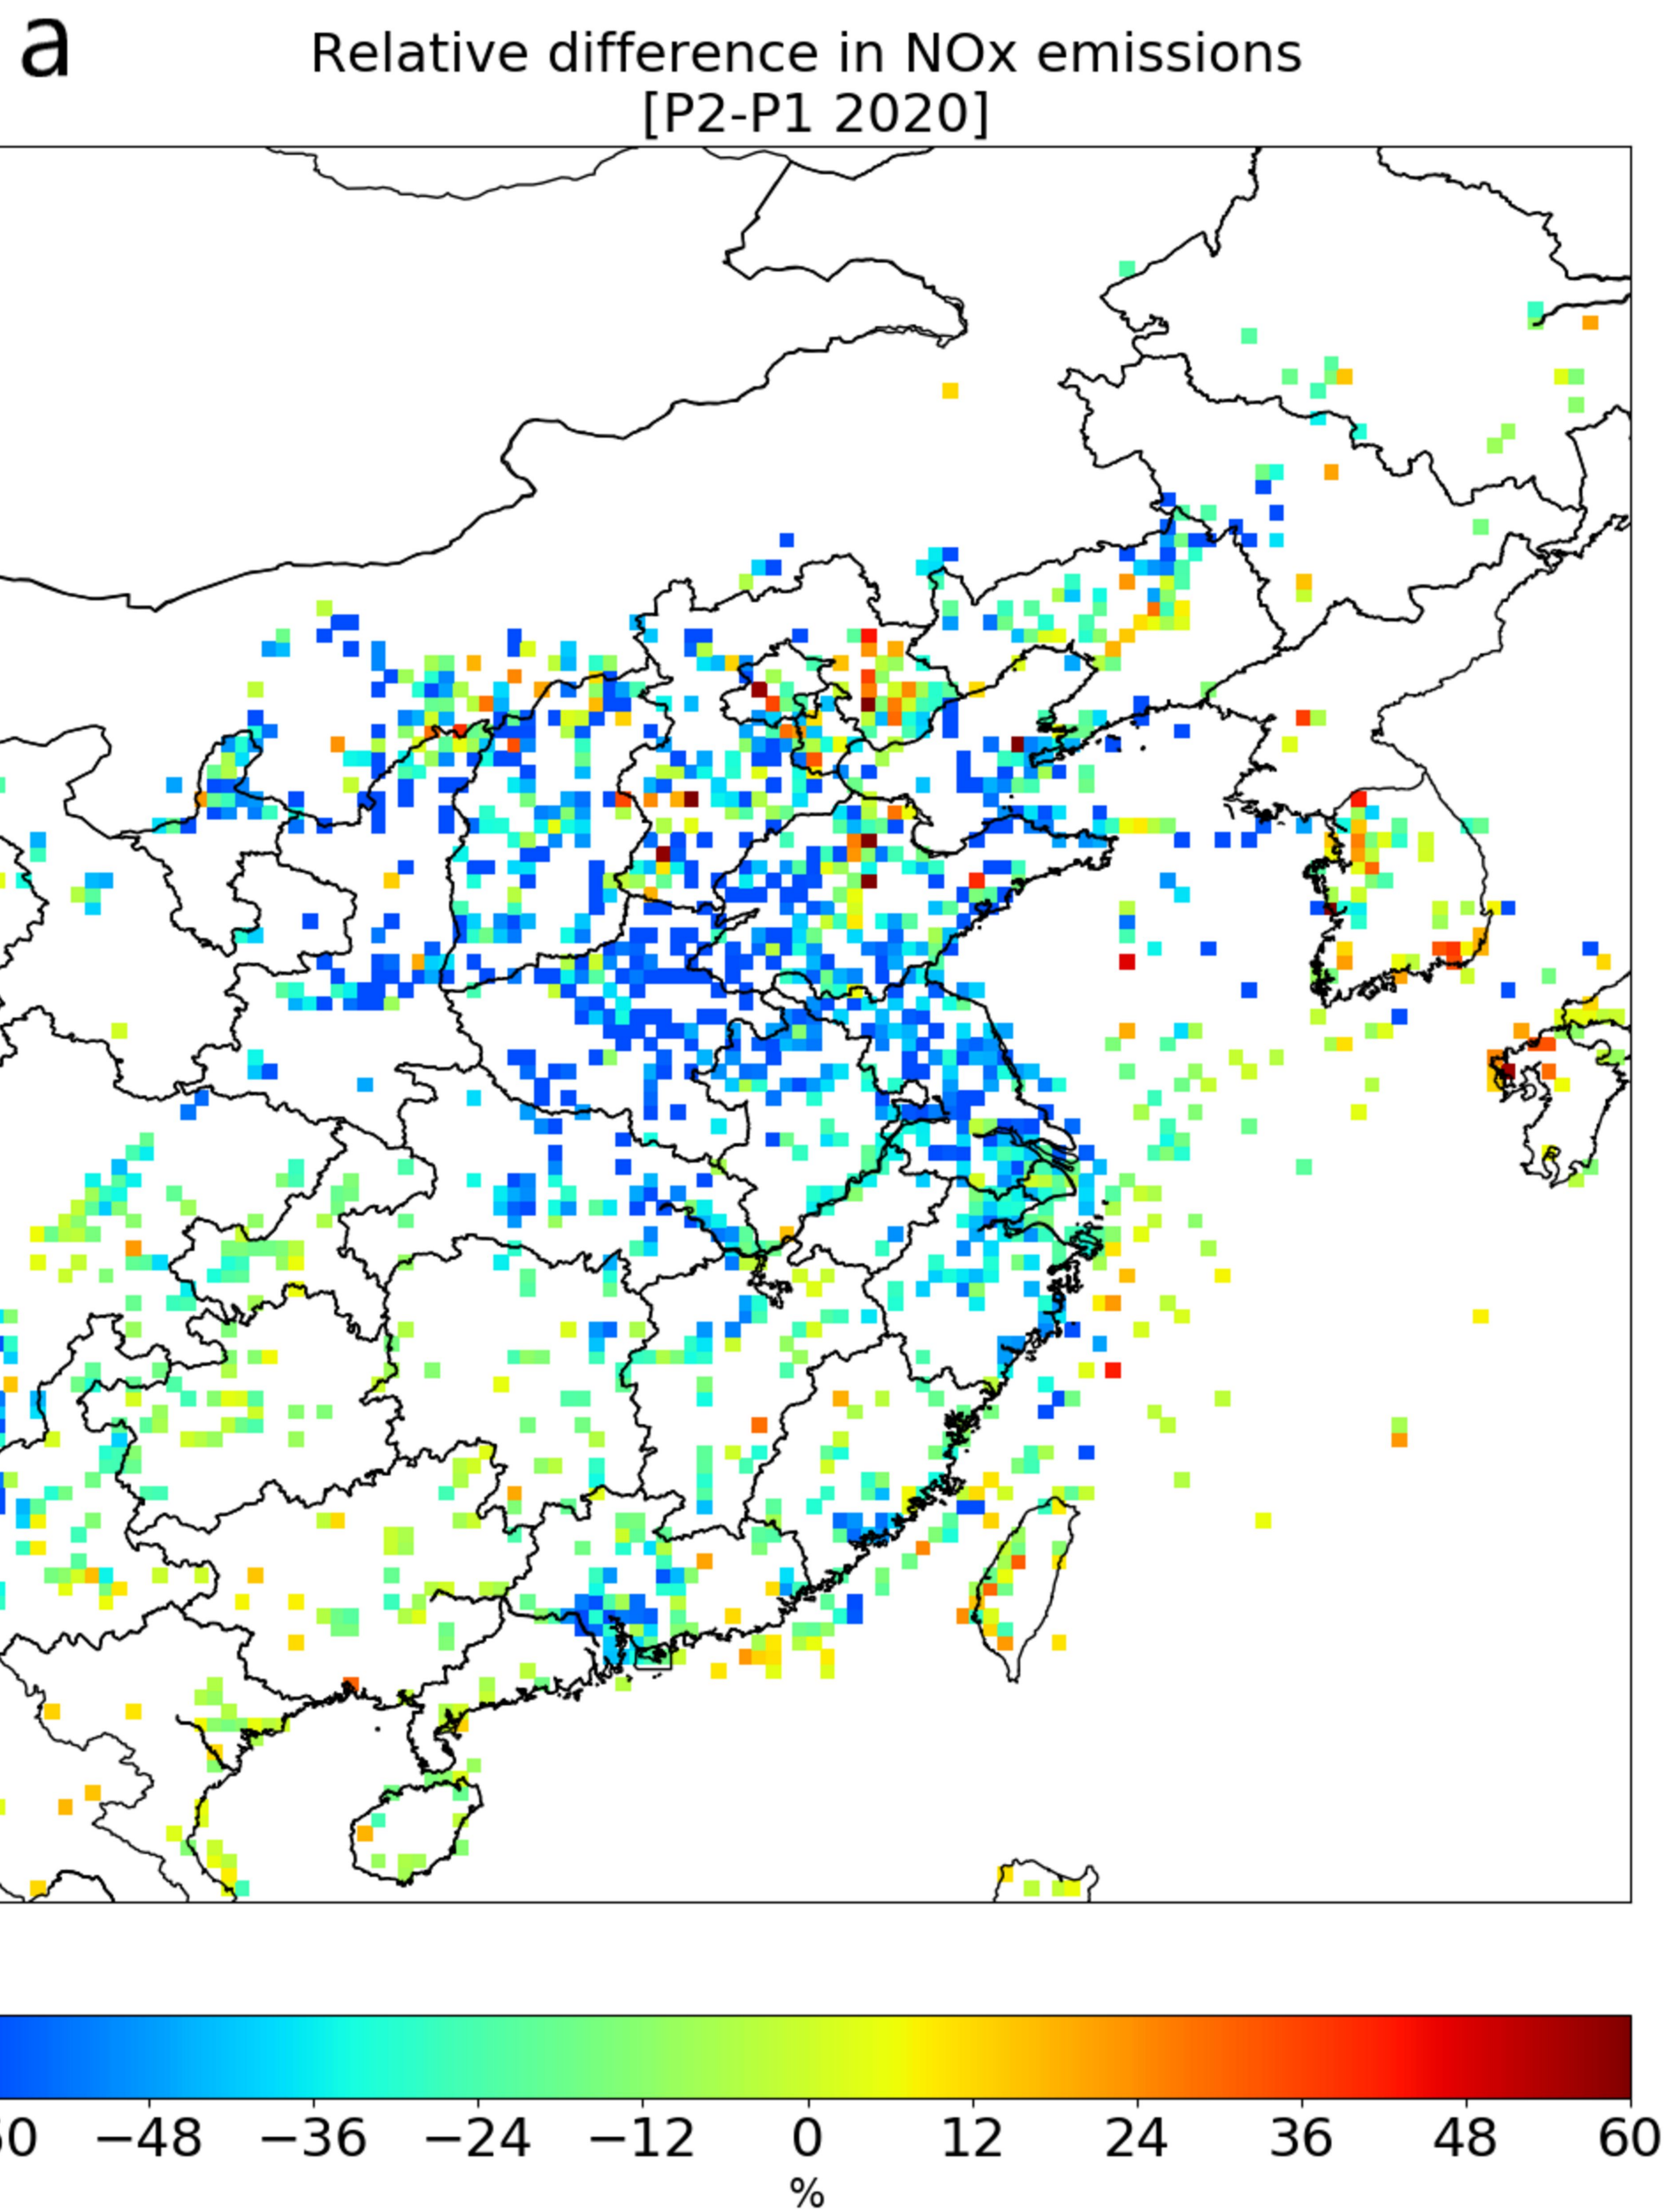 a
Relative difference in NOx emissions
[P2-P1 2020]
−48 −36 −24 −12 0 12 24 36 48 60
%